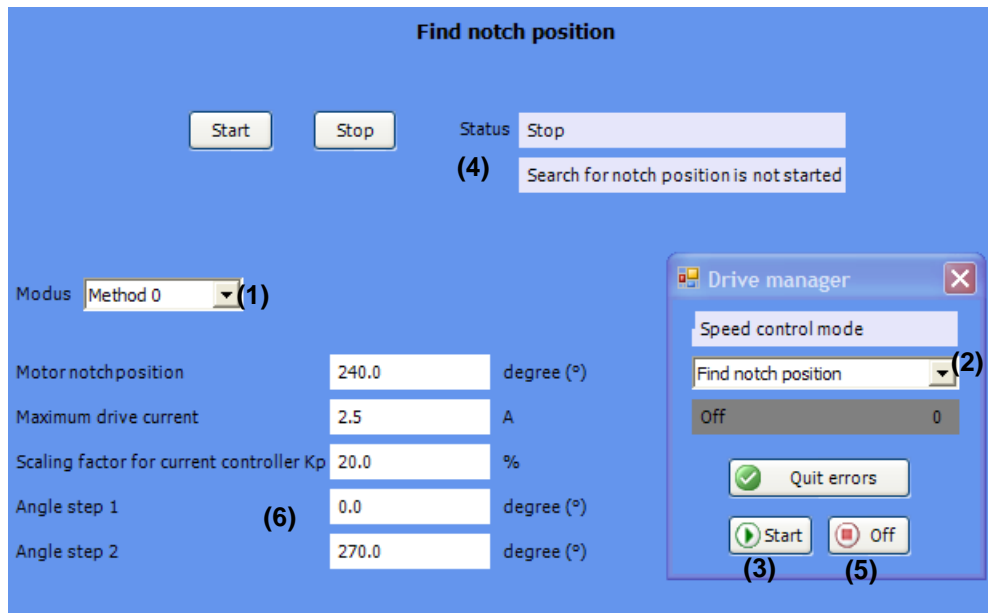 Find notch position
Start Stop Status Stop
(4)
Search for notch position is not started
Modus Method 0 (1)
Motor notchposition 240.0 degree (°)
Maximum drive current 2.5 A
Scaling factor for current controller Kp 20.0 %
Angle step 1 0.0 degree (°)
(6)
Angle step 2 270.0 degree (°)
Drive manager
Speed control mode
Find notch position (2)
Off 0
Quit errors
Start Off
(3) (5)